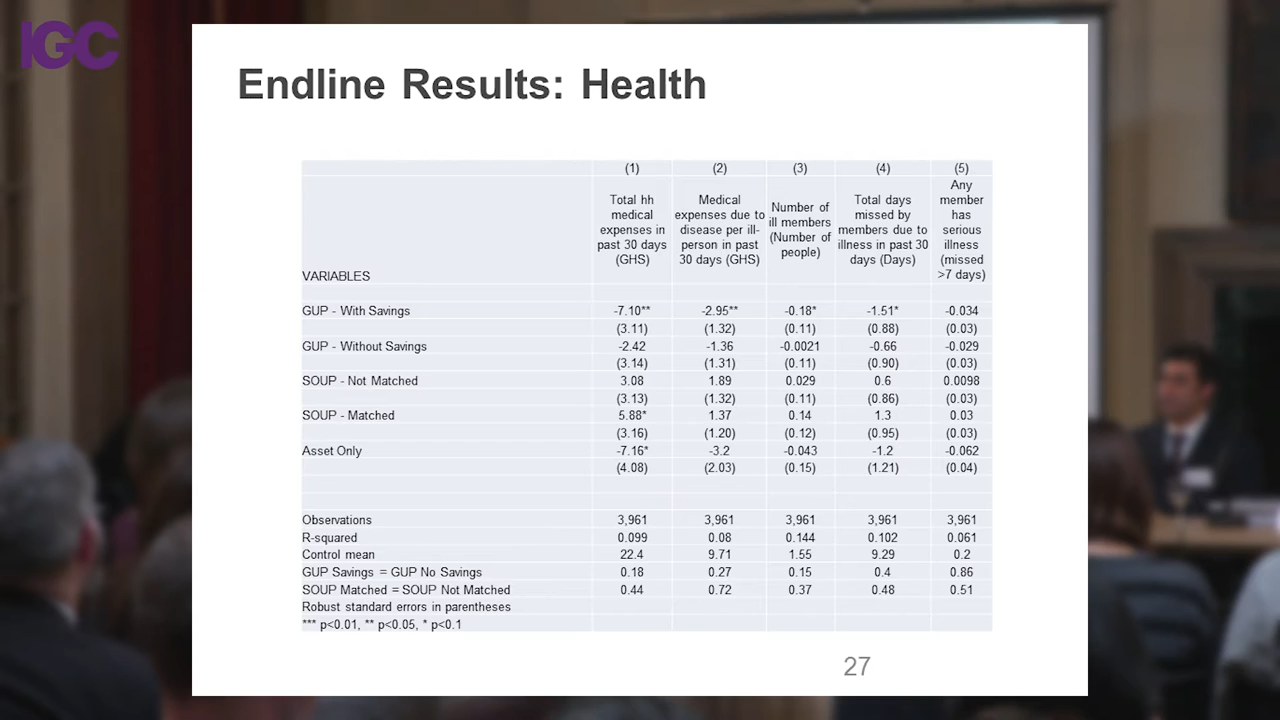 IGC
Endline Results: Health
(1) (2) (3) (4) (5)
VARIABLES
Total hh medical expenses in past 30 days (GHS)
Medical expenses due to disease per ill-person in past 30 days (GHS)
Number of ill members (Number of people)
Total days missed by members due to illness in past 30 days (Days)
Any member has serious illness (missed >7 days)
GUP - With Savings -7.10** -2.95** -0.18* -1.51* -0.034
(3.11) (1.32) (0.11) (0.88) (0.03)
GUP - Without Savings -2.42 -1.36 -0.0021 -0.66 -0.029
(3.14) (1.31) (0.11) (0.90) (0.03)
SOUP - Not Matched 3.08 1.89 0.029 0.6 0.0098
(3.13) (1.32) (0.11) (0.86) (0.03)
SOUP - Matched 5.88* 1.37 0.14 1.3 0.03
(3.16) (1.20) (0.12) (0.95) (0.03)
Asset Only -7.16* -3.2 -0.043 -1.2 -0.062
(4.08) (2.03) (0.15) (1.21) (0.04)
Observations 3,961 3,961 3,961 3,961 3,961
R-squared 0.099 0.08 0.144 0.102 0.061
Control mean 22.4 9.71 1.55 9.29 0.2
GUP Savings = GUP No Savings 0.18 0.27 0.15 0.4 0.86
SOUP Matched = SOUP Not Matched 0.44 0.72 0.37 0.48 0.51
Robust standard errors in parentheses
*** p<0.01, ** p<0.05, * p<0.1
27